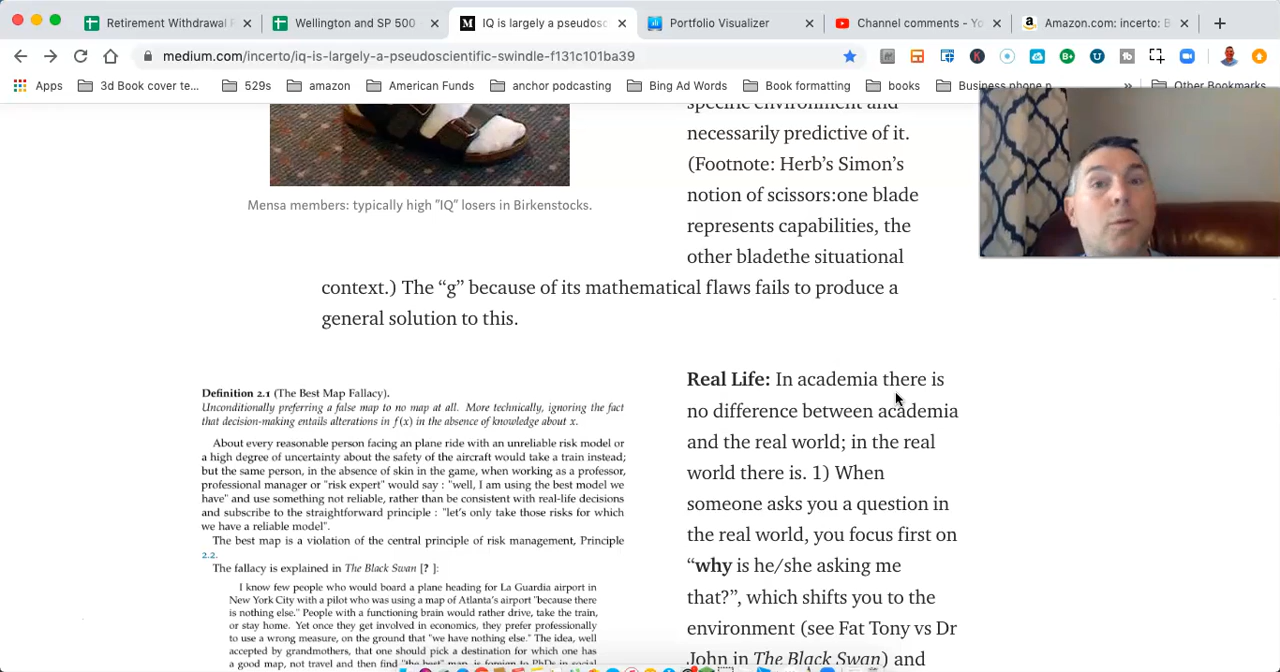 Retirement Withdrawal
Wellington and SP 500
IQ is largely a pseudosc
Portfolio Visualizer
Channel comments - Yo
Amazon.com: incerto: B
medium.com/incerto/iq-is-largely-a-pseudoscientific-swindle-f131c101ba39
Apps
3d Book cover te...
529s
amazon
American Funds
anchor podcasting
Bing Ad Words
Book formatting
books
Business phone p
»
Other Bookmarks
specific environment and
necessarily predictive of it.
(Footnote: Herb's Simon's
notion of scissors:one blade
represents capabilities, the
other bladethe situational
context.) The “g” because of its mathematical flaws fails to produce a
general solution to this.
Mensa members: typically high "IQ" losers in Birkenstocks.
Definition 2.1 (The Best Map Fallacy).
Unconditionally preferring a false map to no map at all. More technically, ignoring the fact
that decision-making entails alterations in f(x) in the absence of knowledge about x.
About every reasonable person facing an plane ride with an unreliable risk model or
a high degree of uncertainty about the safety of the aircraft would take a train instead;
but the same person, in the absence of skin in the game, when working as a professor,
professional manager or "risk expert" would say : "well, I am using the best model we
have" and use something not reliable, rather than be consistent with real-life decisions
and subscribe to the straightforward principle : "let's only take those risks for which
we have a reliable model".
The best map is a violation of the central principle of risk management, Principle
2.2.
The fallacy is explained in The Black Swan [? ]:
I know few people who would board a plane heading for La Guardia airport in
New York City with a pilot who was using a map of Atlanta's airport "because there
is nothing else." People with a functioning brain would rather drive, take the train,
or stay home. Yet once they get involved in economics, they prefer professionally
to use a wrong measure, on the ground that "we have nothing else." The idea, well
accepted by grandmothers, that one should pick a destination for which one has
a good map, not travel and then find "the best" map, is foreign to PhDs in social
Real Life: In academia there is
no difference between academia
and the real world; in the real
world there is. 1) When
someone asks you a question in
the real world, you focus first on
“why is he/she asking me
that?”, which shifts you to the
environment (see Fat Tony vs Dr
John in The Black Swan) and